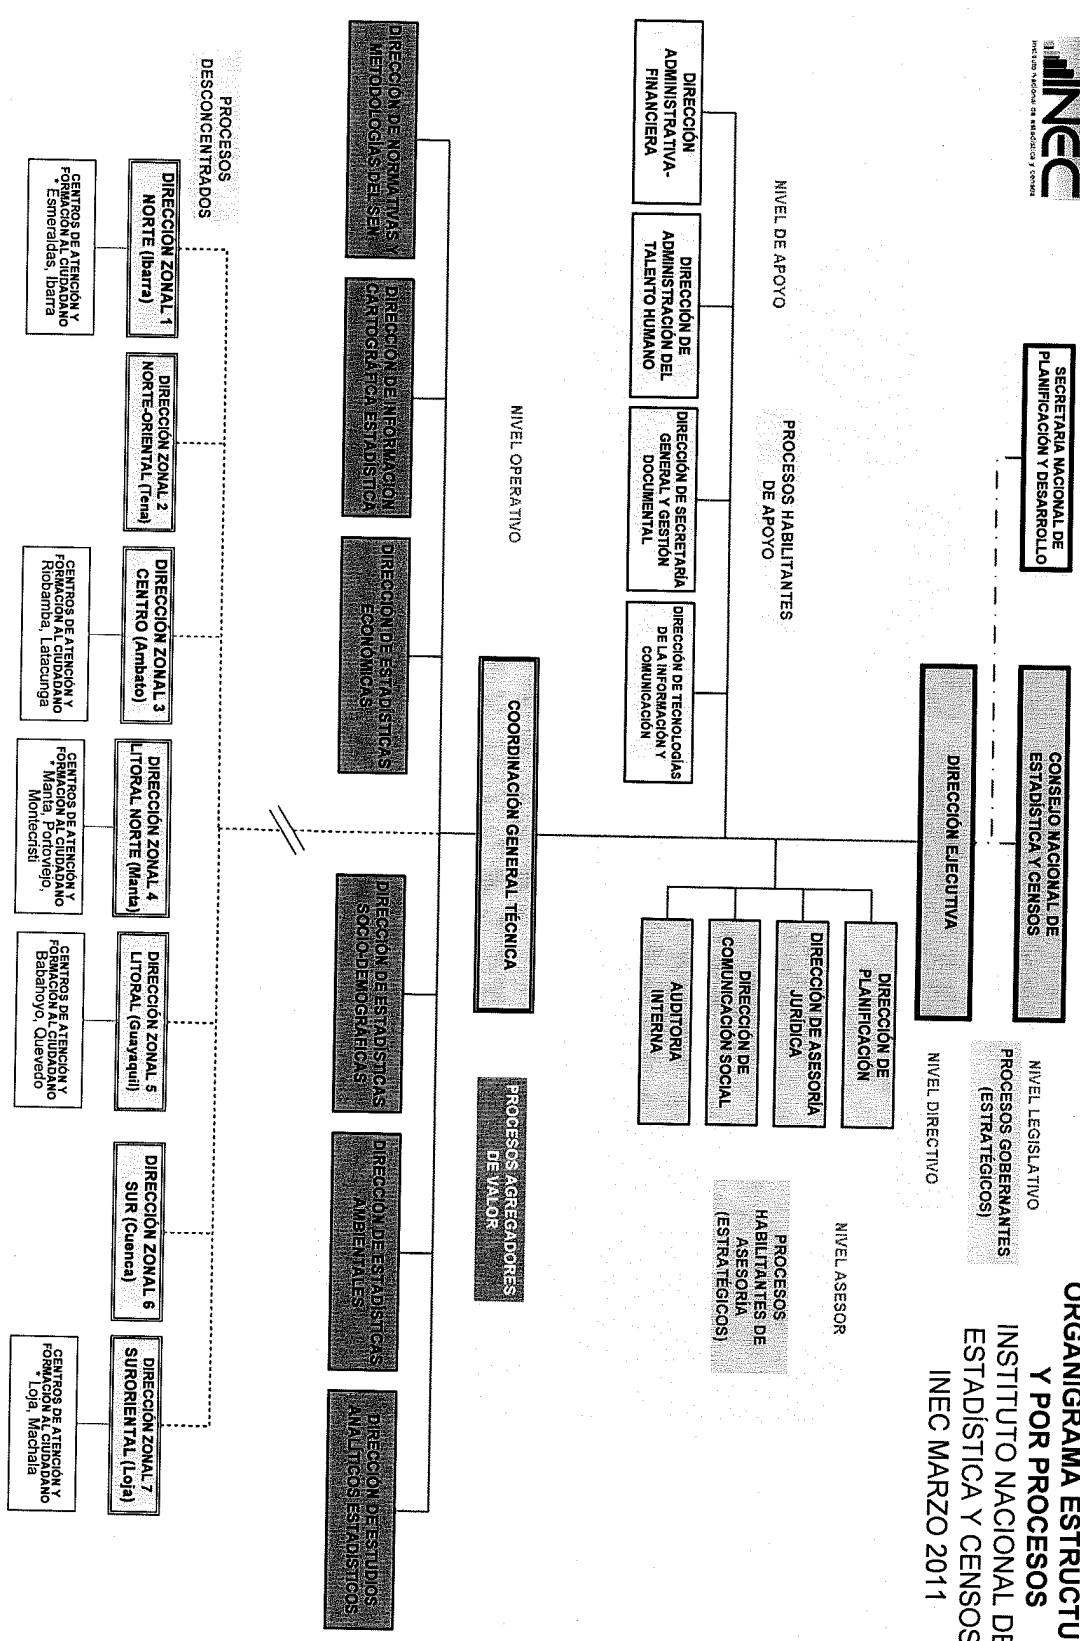 INEC
instituto nacional de estadística y censos
ORGANIGRAMA ESTRUCTU
Y POR PROCESOS
INSTITUTO NACIONAL DE
ESTADÍSTICA Y CENSOS
INEC MARZO 2011
SECRETARIA NACIONAL DE
PLANIFICACIÓN Y DESARROLLO
CONSEJO NACIONAL DE
ESTADÍSTICA Y CENSOS
NIVEL LEGISLATIVO
PROCESOS GOBERNANTES
(ESTRATÉGICOS)
DIRECCIÓN EJECUTIVA
NIVEL DIRECTIVO
DIRECCIÓN DE
PLANIFICACIÓN
DIRECCIÓN DE ASESORÍA
JURÍDICA
DIRECCIÓN DE
COMUNICACIÓN SOCIAL
AUDITORIA
INTERNA
NIVEL ASESOR
PROCESOS
HABILITANTES DE
ASESORÍA
(ESTRATÉGICOS)
NIVEL DE APOYO
PROCESOS HABILITANTES
DE APOYO
DIRECCIÓN
ADMINISTRATIVA-
FINANCIERA
DIRECCIÓN DE
ADMINISTRACIÓN DEL
TALENTO HUMANO
DIRECCIÓN DE SECRETARÍA
GENERAL Y GESTIÓN
DOCUMENTAL
DIRECCIÓN DE TECNOLOGÍAS
DE LA INFORMACIÓN Y
COMUNICACIÓN
NIVEL OPERATIVO
COORDINACIÓN GENERAL TÉCNICA
PROCESOS AGREGADORES
DE VALOR
DIRECCIÓN DE NORMATIVAS Y
METODOLOGÍAS DEL SEN
DIRECCIÓN DE INFORMACIÓN
CARTOGRÁFICA ESTADÍSTICA
DIRECCIÓN DE ESTADÍSTICAS
ECONÓMICAS
DIRECCIÓN DE ESTADÍSTICAS
SOCIO-DEMOGRÁFICAS
DIRECCIÓN DE ESTADÍSTICAS
AMBIENTALES
DIRECCIÓN DE ESTUDIOS
ANALÍTICOS ESTADÍSTICOS
PROCESOS
DESCONCENTRADOS
DIRECCIÓN ZONAL 1
NORTE (Ibarra)
DIRECCIÓN ZONAL 2
NORTE-ORIENTAL (Tena)
DIRECCIÓN ZONAL 3
CENTRO (Ambato)
DIRECCIÓN ZONAL 4
LITORAL NORTE (Manta)
DIRECCIÓN ZONAL 5
LITORAL (Guayaquil)
DIRECCIÓN ZONAL 6
SUR (Cuenca)
DIRECCIÓN ZONAL 7
SURORIENTAL (Loja)
CENTROS DE ATENCIÓN Y
FORMACIÓN AL CIUDADANO
* Esmeraldas, Ibarra
CENTROS DE ATENCIÓN Y
FORMACIÓN AL CIUDADANO
Riobamba, Latacunga
CENTROS DE ATENCIÓN Y
FORMACIÓN AL CIUDADANO
* Manta, Portoviejo,
Montecristi
CENTROS DE ATENCIÓN Y
FORMACIÓN AL CIUDADANO
Babahoyo, Quevedo
CENTROS DE ATENCIÓN Y
FORMACIÓN AL CIUDADANO
* Loja, Machala